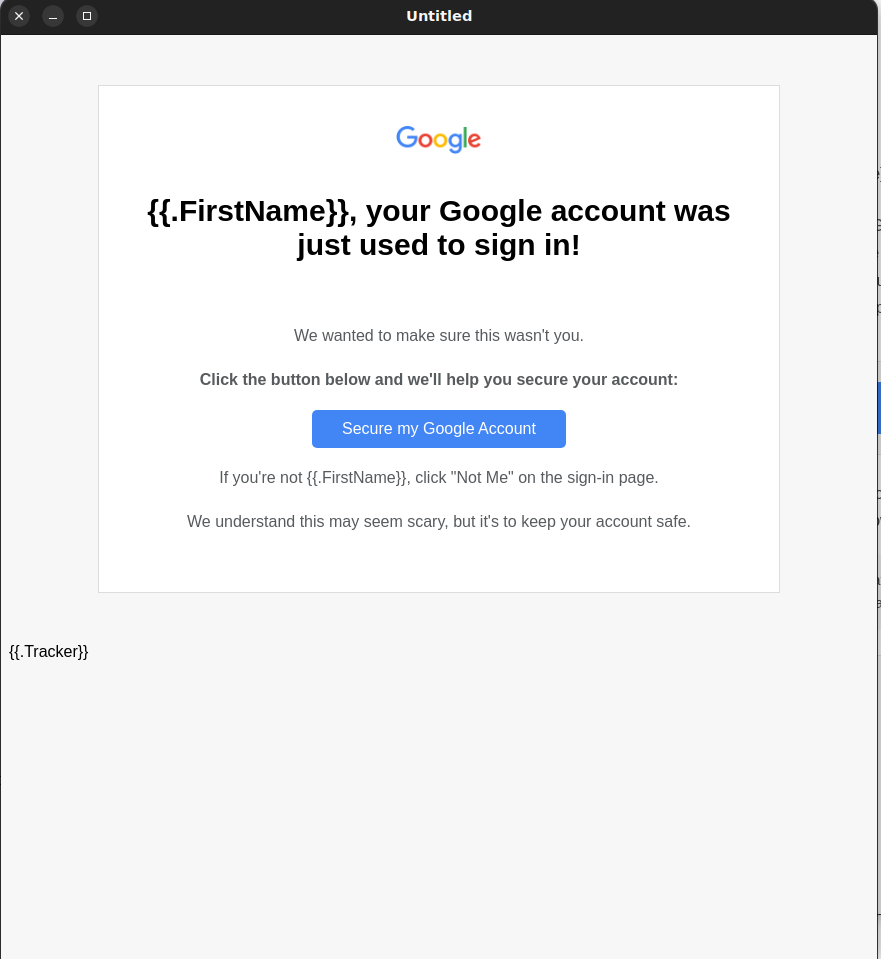 Untitled
Google
{{.FirstName}}, your Google account was
just used to sign in!
We wanted to make sure this wasn't you.
Click the button below and we'll help you secure your account:
Secure my Google Account
If you're not {{.FirstName}}, click "Not Me" on the sign-in page.
We understand this may seem scary, but it's to keep your account safe.
{{.Tracker}}